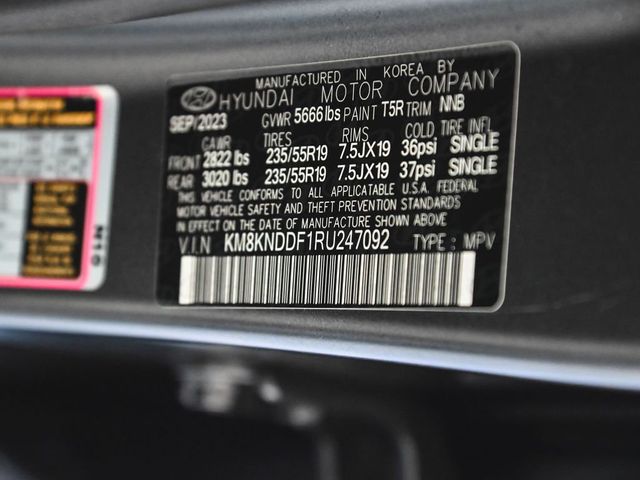 MANUFACTURED IN KOREA BY
HYUNDAI MOTOR COMPANY
SEP/2023 GVWR 5666 lbs PAINT T5R TRIM NNB
GAWR TIRES RIMS COLD TIRE INFL
FRONT 2822 lbs 235/55R19 7.5JX19 36psi SINGLE
REAR 3020 lbs 235/55R19 7.5JX19 37psi SINGLE
THIS VEHICLE CONFORMS TO ALL APPLICABLE U.S.A. FEDERAL
MOTOR VEHICLE SAFETY AND THEFT PREVENTION STANDARDS
IN EFFECT ON THE DATE OF MANUFACTURE SHOWN ABOVE
VIN KM8KNDDF1RU247092 TYPE : MPV